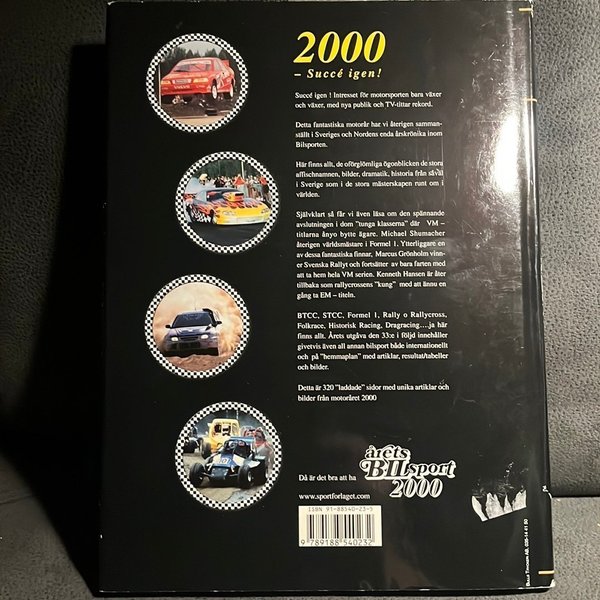 2000
– Succé igen !
Succé igen ! Intresset för motorsporten bara växer
och växer, med nya publik och TV-tittar rekord.
Detta fantastiska motorår har vi återigen samman-
ställt i Sveriges och Nordens enda årskrönika inom
Bilsporten.
Här finns allt, de oförglömliga ögonblicken de stora
affischnamnen, bilder, dramatik, historia från såväl
i Sverige som i de stora mästerskapen runt om i
världen.
Självklart så får vi även läsa om den spännande
avslutningen i dom "tunga klasserna" där VM –
titlarna ånyo bytte ägare. Michael Shumacher
återigen världsmästare i Formel 1. Ytterliggare en
av dessa fantastiska finnar, Marcus Grönholm vinn-
er Svenska Rallyt och fortsätter av bara farten med
att ta hem hela VM serien. Kenneth Hansen är åter
tillbaka som rallycrossens "kung" med att ännu en
gång ta EM – titeln.
BTCC, STCC, Formel 1, Rally o Rallycross,
Folkrace, Historisk Racing, Dragracing....ja här
finns allt. Årets utgåva den 33:e i följd innehåller
givetvis även all annan bilsport både internationellt
och på "hemmaplan" med artiklar, resultat/tabeller
och bilder.
Detta är 320 "laddade" sidor med unika artiklar och
bilder från motoråret 2000
Då är det bra att ha
årets
BILsport
2000
www.sportforlaget.com
ISBN 91-88540-23-5
9 789188 540232